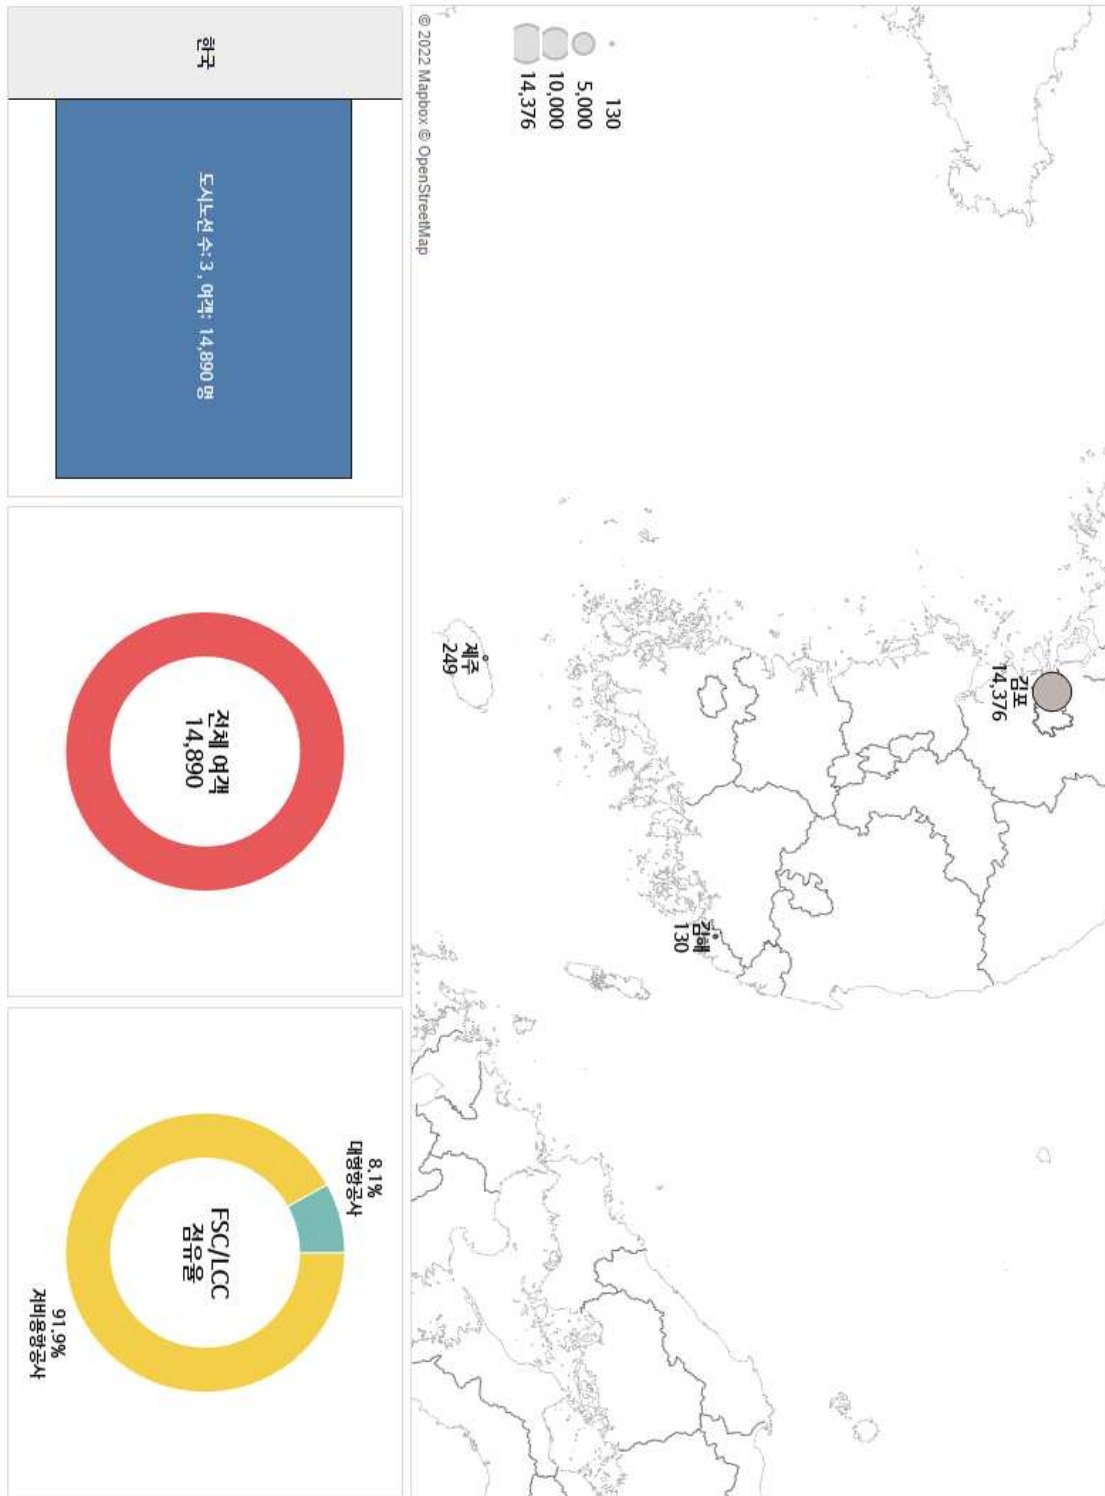 130
5,000
10,000
14,376
김포
14,376
제주
249
김해
130
© 2022 Mapbox © OpenStreetMap
한국
도시노선 수: 3 , 여객: 14,890 명
전체 여객
14,890
8.1%
대형항공사
FSC/LCC
점유율
91.9%
저비용항공사